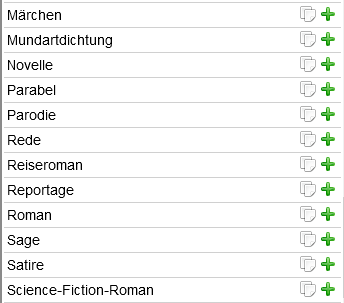 Märchen
Mundartdichtung
Novelle
Parabel
Parodie
Rede
Reiseroman
Reportage
Roman
Sage
Satire
Science-Fiction-Roman